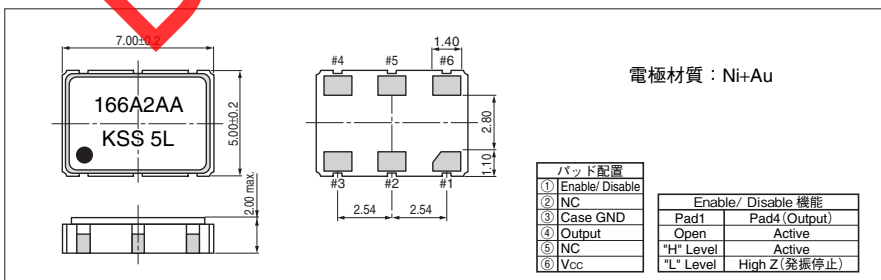 7.00±0.2
166A2AA
KSS 5L
5.00±0.2
2.00 max.
#4 #5 #6
1.40
2.80
1.10
#3 #2 #1
2.54 2.54
電極材質：Ni+Au
パッド配置
① Enable/ Disable
② NC
③ Case GND
④ Output
⑤ NC
⑥ Vcc
Enable/ Disable 機能
Pad1 Pad4(Output)
Open Active
"H" Level Active
"L" Level High Z(発振停止)